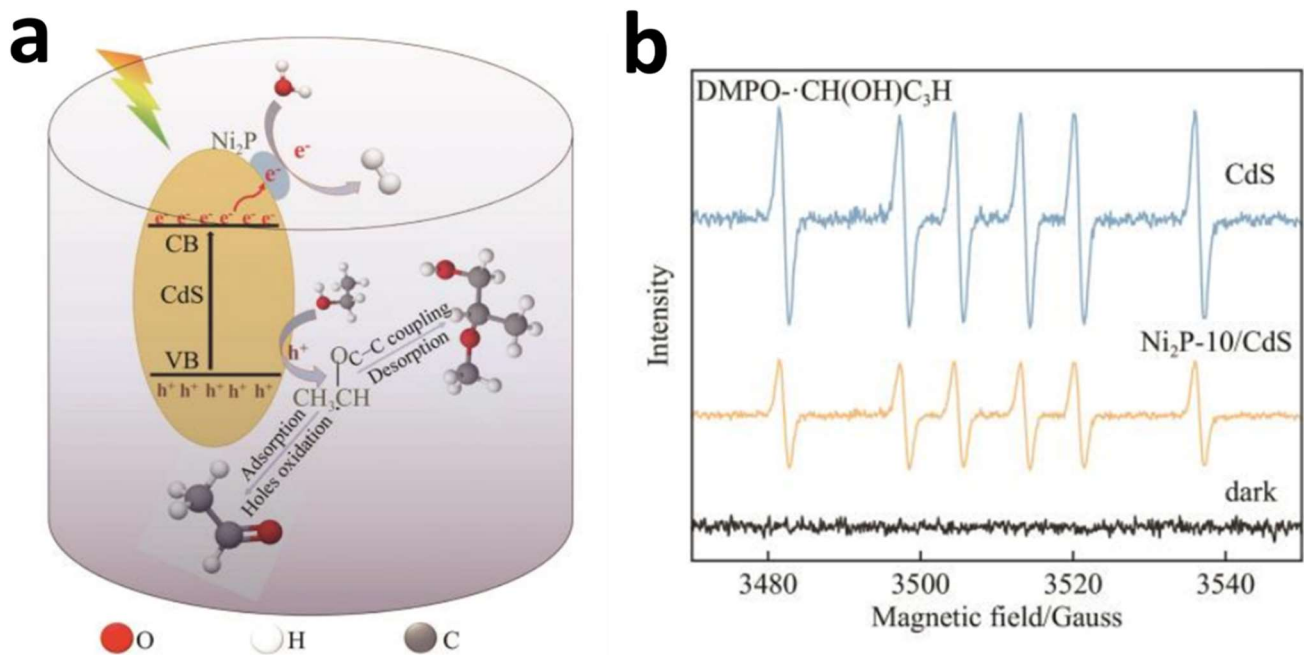 a
Ni₂P
e⁻
e⁻
e⁻ e⁻ e⁻ e⁻ e⁻ e⁻
CB
CdS
VB
h⁺ h⁺ h⁺ h⁺ h⁺
h⁺
OC–C coupling
Desorption
CH₃CH
Adsorption
Holes oxidation
O
H
C
b
DMPO-·CH(OH)C₃H
CdS
Ni₂P-10/CdS
dark
Intensity
3480
3500
3520
3540
Magnetic field/Gauss